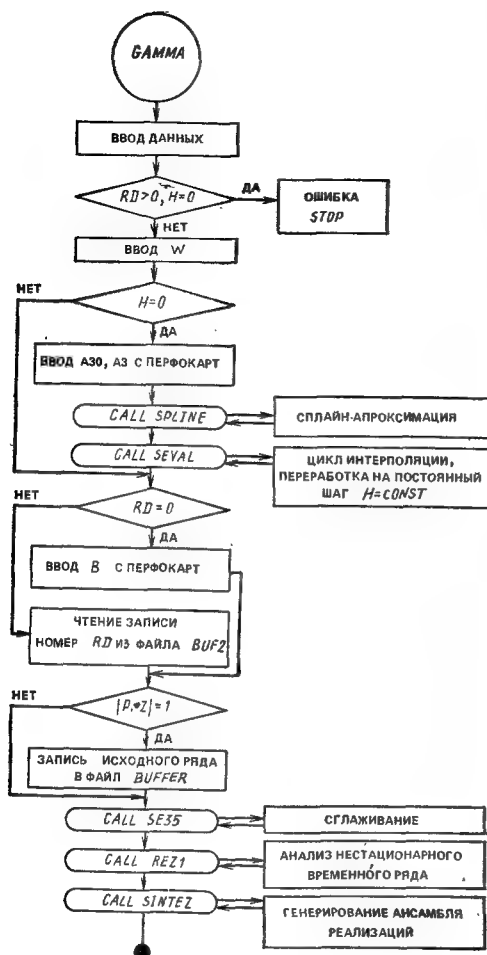 GAMMA
ВВОД ДАННЫХ
RD>0, H=0
ДА
ОШИБКА
STOP
НЕТ
ВВОД W
НЕТ
H=0
ДА
ВВОД АЗО, АЗ С ПЕРФОКАРТ
CALL SPLINE
СПЛАЙН-АПРОКСИМАЦИЯ
CALL SEVAL
ЦИКЛ ИНТЕРПОЛЯЦИИ,
ПЕРЕРАБОТКА НА ПОСТОЯННЫЙ
ШАГ H=CONST
НЕТ
RD=0
ДА
ВВОД B С ПЕРФОКАРТ
ЧТЕНИЕ ЗАПИСИ
НОМЕР RD ИЗ ФАЙЛА BUF2
НЕТ
|P,*Z|=1
ДА
ЗАПИСЬ ИСХОДНОГО РЯДА
В ФАЙЛ BUFFER
CALL SE35
СГЛАЖИВАНИЕ
CALL REZ1
АНАЛИЗ НЕСТАЦИОНАРНОГО
ВРЕМЕННОГО РЯДА
CALL SINTEZ
ГЕНЕРИРОВАНИЕ АНСАМБЛЯ
РЕАЛИЗАЦИЙ